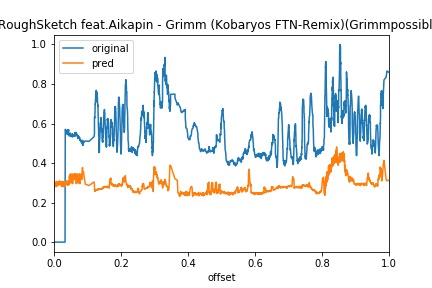 RoughSketch feat.Aikapin - Grimm (Kobaryos FTN-Remix)(Grimmpossibl
original
pred
1.0
0.8
0.6
0.4
0.2
0.0
0.0 0.2 0.4 0.6 0.8 1.0
offset